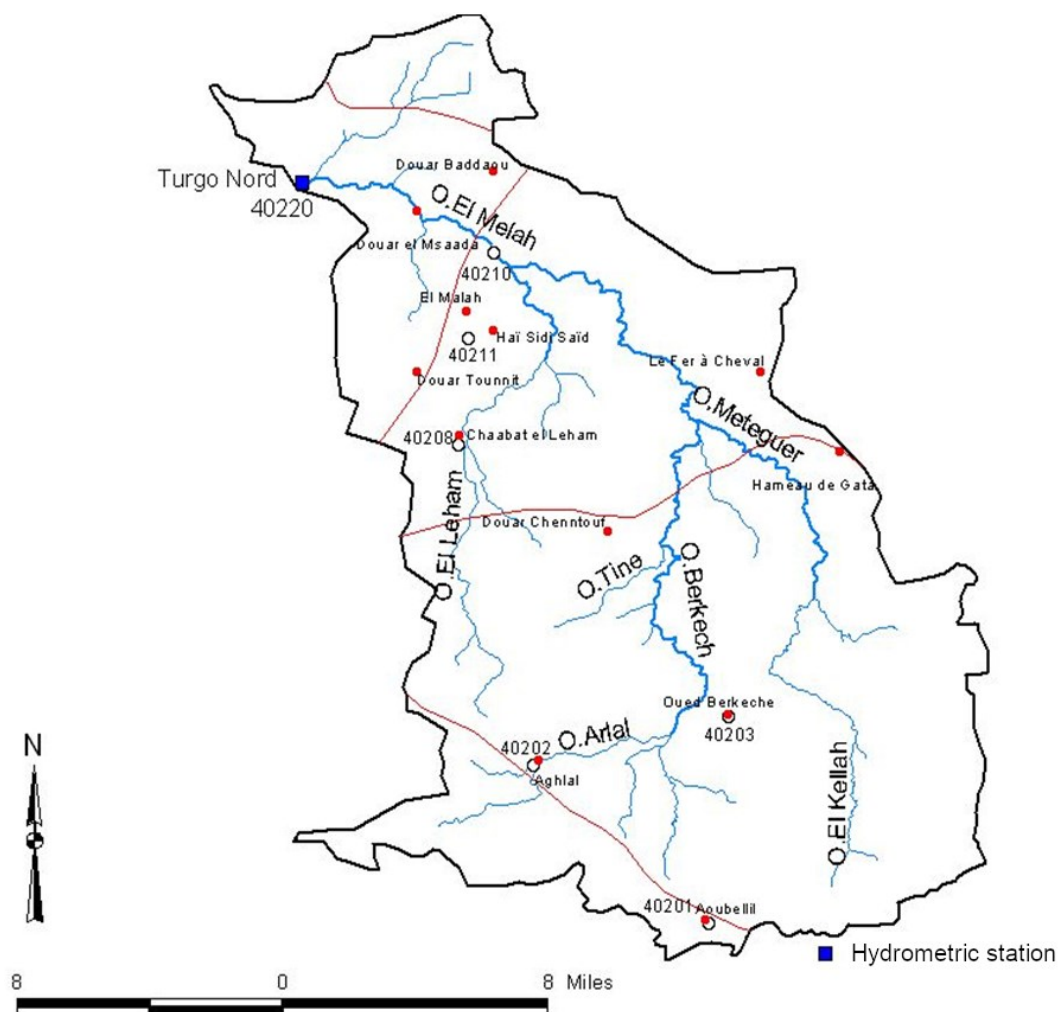 Douar Baddaou
Turgo Nord
40220
O.El Melah
Douar el Msaada
40210
El Malah
Haï Sidi Saïd
40211
Le Fer à Cheval
Douar Tounnit
O.Meteguer
40208
Chaabat el Leham
Hameau de Gata
O.El Leham
Douar Chenntouf
O.Tine
O.Berkech
Oued Berkeche
40203
40202
O.Arlal
Aghlal
N
O.El Kellah
40201
Aoubellil
Hydrometric station
8 0 8 Miles